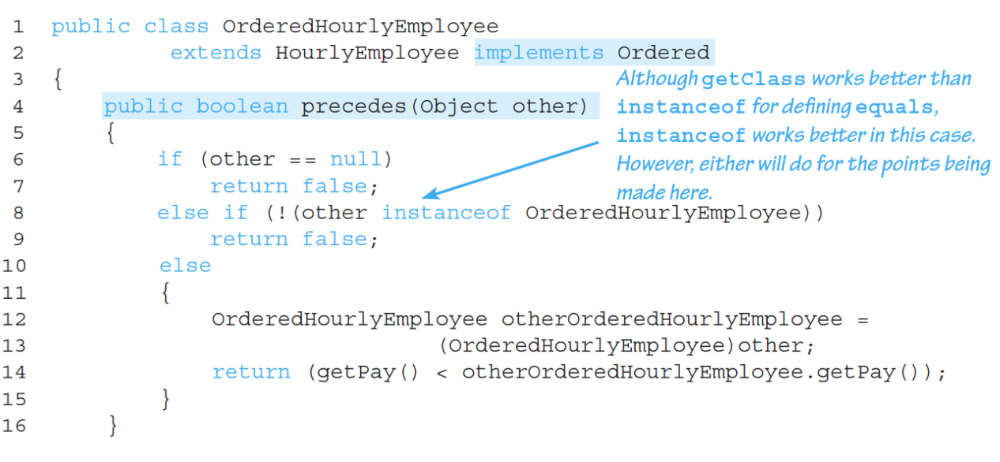 1 public class OrderedHourlyEmployee
2 extends HourlyEmployee implements Ordered
3 {
4 public boolean precedes(Object other)
5 {
6 if (other == null)
7 return false;
8 else if (!(other instanceof OrderedHourlyEmployee))
9 return false;
10 else
11 {
12 OrderedHourlyEmployee otherOrderedHourlyEmployee =
13 (OrderedHourlyEmployee)other;
14 return (getPay() < otherOrderedHourlyEmployee.getPay());
15 }
16 }
Although getClass works better than
instanceof for defining equals,
instanceof works better in this case.
However, either will do for the points being
made here.